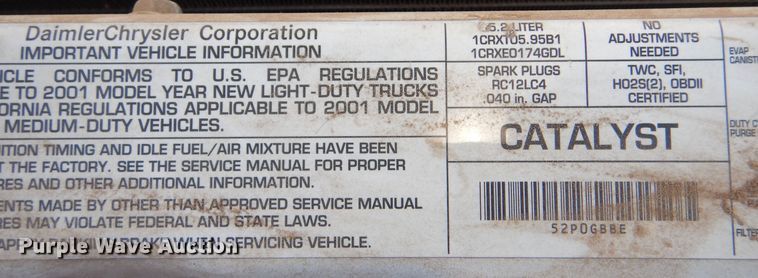 DaimlerChrysler Corporation
IMPORTANT VEHICLE INFORMATION
ICLE CONFORMS TO U.S. EPA REGULATIONS
E TO 2001 MODEL YEAR NEW LIGHT-DUTY TRUCKS
FORNIA REGULATIONS APPLICABLE TO 2001 MODEL
MEDIUM-DUTY VEHICLES.
NITION TIMING AND IDLE FUEL/AIR MIXTURE HAVE BEEN
T THE FACTORY. SEE THE SERVICE MANUAL FOR PROPER
RES AND OTHER ADDITIONAL INFORMATION.
ENTS MADE BY OTHER THAN APPROVED SERVICE MANUAL
RES MAY VIOLATE FEDERAL AND STATE LAWS.
WHEN SERVICING VEHICLE.
5.2 LITER
1CRXT05.95B1
1CRXE0174GDL
NO
ADJUSTMENTS
NEEDED
SPARK PLUGS
RC12LC4
.040 in. GAP
TWC, SFI,
HO2S(2), OBDII
CERTIFIED
CATALYST
52P0GBBE
EVAP
CANIST
DUTY C
PURGE
FILTER
Purple Wave Auction